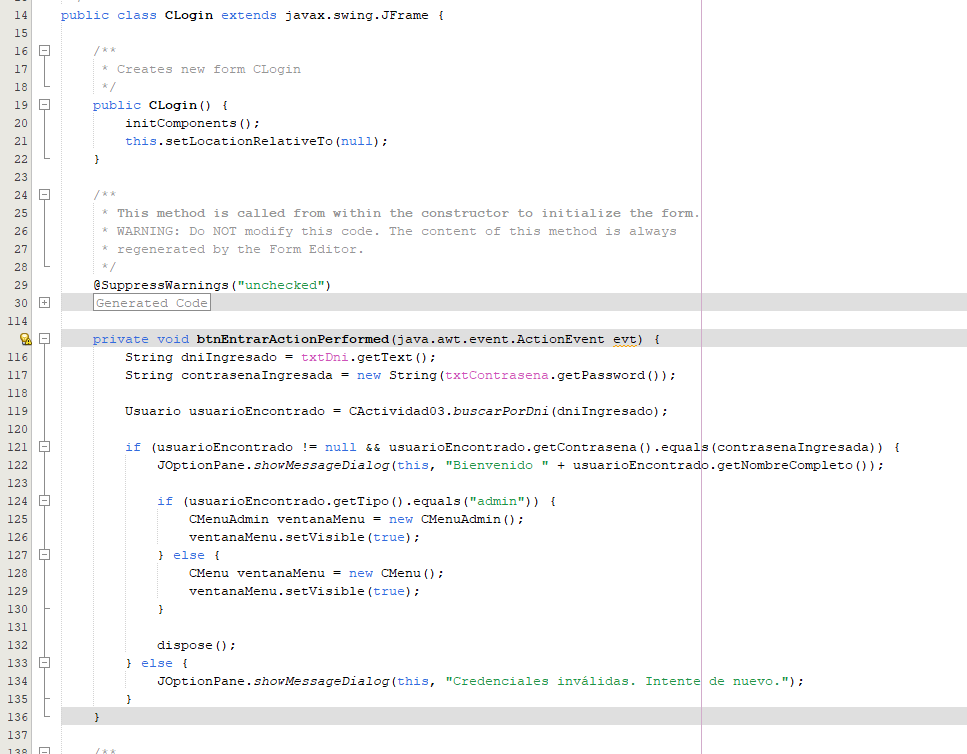 14 public class CLogin extends javax.swing.JFrame {
15
16 /**
17 * Creates new form CLogin
18 */
19 public CLogin() {
20 initComponents();
21 this.setLocationRelativeTo(null);
22 }
23
24 /**
25 * This method is called from within the constructor to initialize the form.
26 * WARNING: Do NOT modify this code. The content of this method is always
27 * regenerated by the Form Editor.
28 */
29 @SuppressWarnings("unchecked")
30 Generated Code
114
private void btnEntrarActionPerformed(java.awt.event.ActionEvent evt) {
116 String dniIngresado = txtDni.getText();
117 String contrasenaIngresada = new String(txtContrasena.getPassword());
118
119 Usuario usuarioEncontrado = CActividad03.buscarPorDni(dniIngresado);
120
121 if (usuarioEncontrado != null && usuarioEncontrado.getContrasena().equals(contrasenaIngresada)) {
122 JOptionPane.showMessageDialog(this, "Bienvenido " + usuarioEncontrado.getNombreCompleto());
123
124 if (usuarioEncontrado.getTipo().equals("admin")) {
125 CMenuAdmin ventanaMenu = new CMenuAdmin();
126 ventanaMenu.setVisible(true);
127 } else {
128 CMenu ventanaMenu = new CMenu();
129 ventanaMenu.setVisible(true);
130 }
131
132 dispose();
133 } else {
134 JOptionPane.showMessageDialog(this, "Credenciales inválidas. Intente de nuevo.");
135 }
136 }
137
138 /**